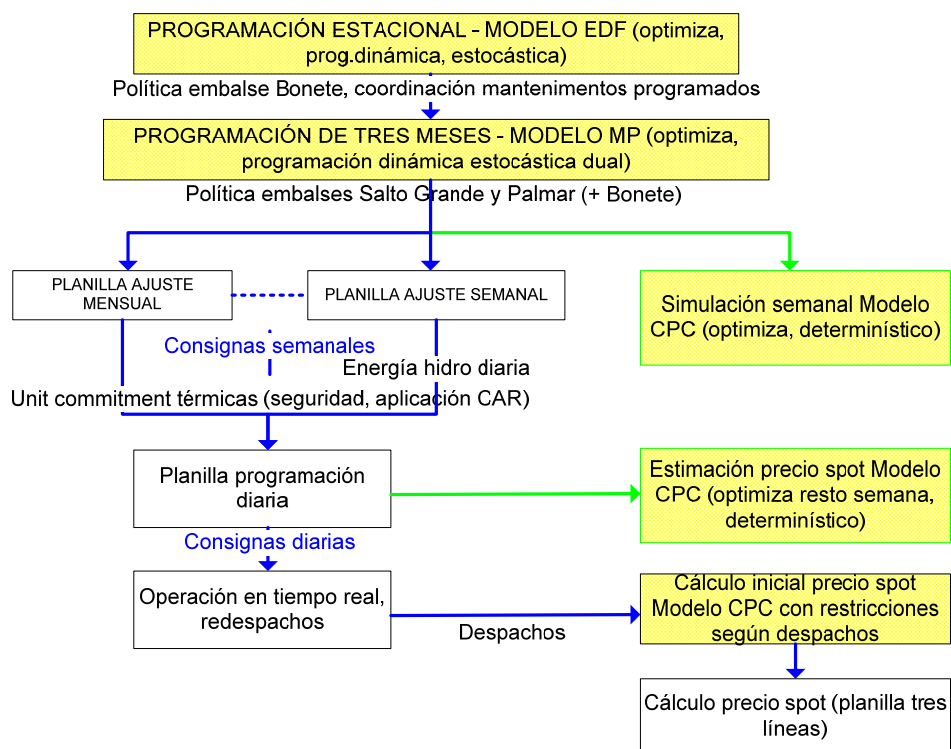 PROGRAMACIÓN ESTACIONAL - MODELO EDF (optimiza,
prog.dinámica, estocástica)
Política embalse Bonete, coordinación mantenimentos programados
PROGRAMACIÓN DE TRES MESES - MODELO MP (optimiza,
programación dinámica estocástica dual)
Política embalses Salto Grande y Palmar (+ Bonete)
PLANILLA AJUSTE
MENSUAL
PLANILLA AJUSTE SEMANAL
Simulación semanal Modelo
CPC (optimiza, determinístico)
Consignas semanales
Energía hidro diaria
Unit commitment térmicas (seguridad, aplicación CAR)
Planilla programación
diaria
Estimación precio spot Modelo
CPC (optimiza resto semana,
determinístico)
Consignas diarias
Operación en tiempo real,
redespachos
Despachos
Cálculo inicial precio spot
Modelo CPC con restricciones
según despachos
Cálculo precio spot (planilla tres
líneas)